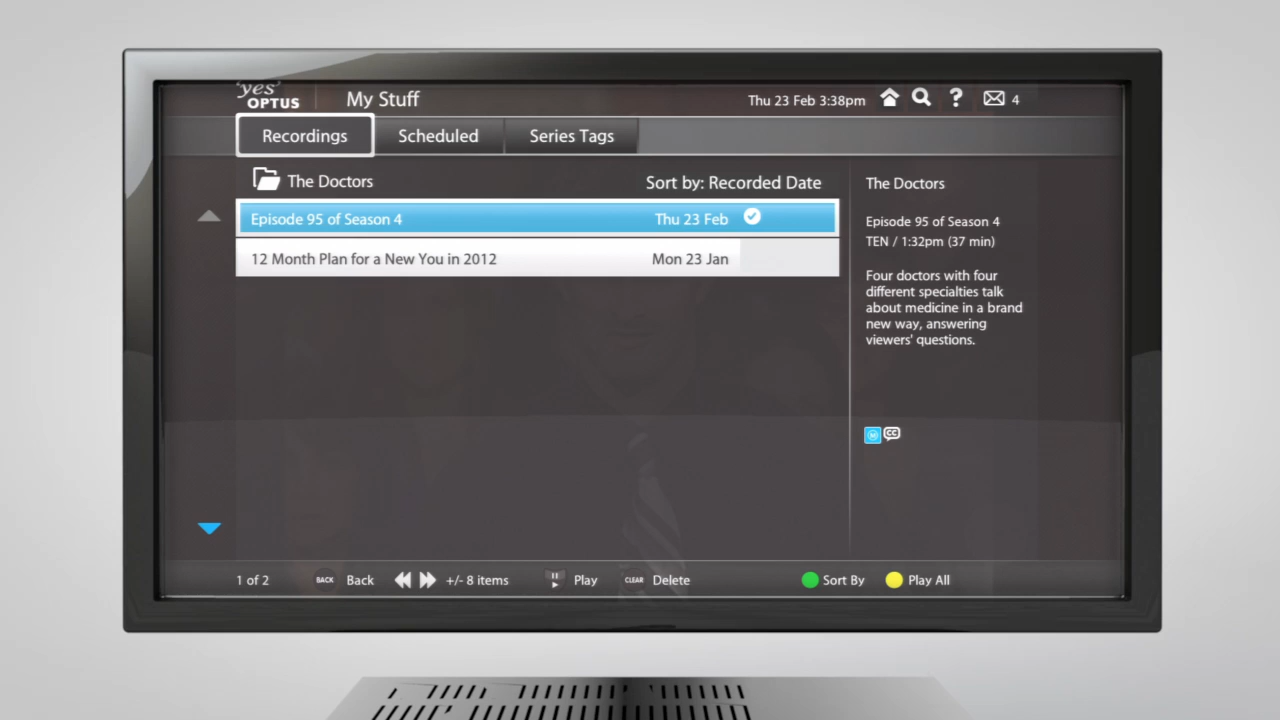 'yes'
OPTUS
My Stuff
Thu 23 Feb 3:38pm
?
4
Recordings
Scheduled
Series Tags
The Doctors
Sort by: Recorded Date
Episode 95 of Season 4
Thu 23 Feb
12 Month Plan for a New You in 2012
Mon 23 Jan
The Doctors
Episode 95 of Season 4
TEN / 1:32pm (37 min)
Four doctors with four
different specialties talk
about medicine in a brand
new way, answering
viewers' questions.
M
CC
1 of 2
BACK
Back
+/- 8 items
Play
CLEAR
Delete
Sort By
Play All